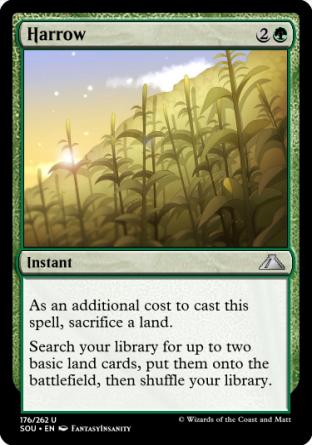 Harrow 2
Instant
As an additional cost to cast this
spell, sacrifice a land.
Search your library for up to two
basic land cards, put them onto the
battlefield, then shuffle your library.
176/262 U
SOU • EN FantasyInsanity
© Wizards of the Coast and Matt